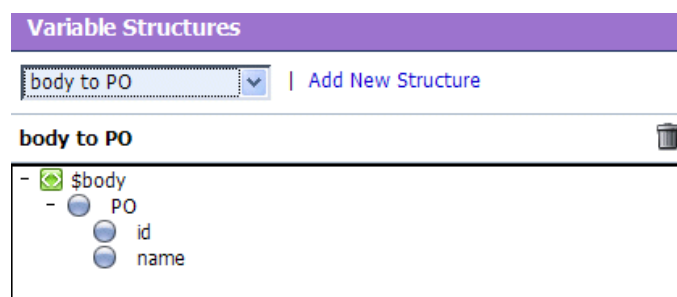 Variable Structures
body to PO | Add New Structure
body to PO
- $body
- PO
id
name